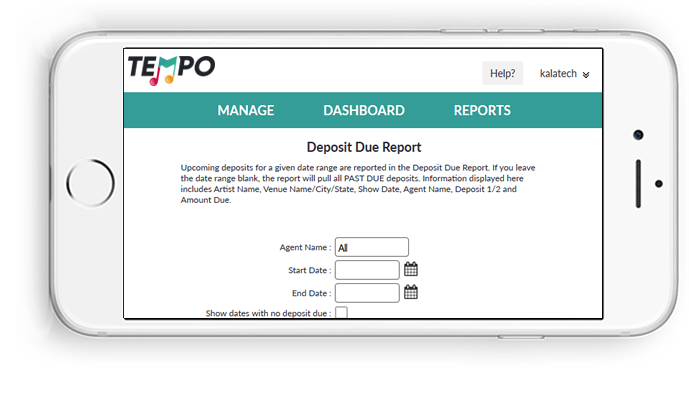 TEMPO
Help?
kalatech
MANAGE
DASHBOARD
REPORTS
Deposit Due Report
Upcoming deposits for a given date range are reported in the Deposit Due Report. If you leave
the date range blank, the report will pull all PAST DUE deposits. Information displayed here
includes Artist Name, Venue Name/City/State, Show Date, Agent Name, Deposit 1/2 and
Amount Due.
Agent Name : All
Start Date :
End Date :
Show dates with no deposit due :